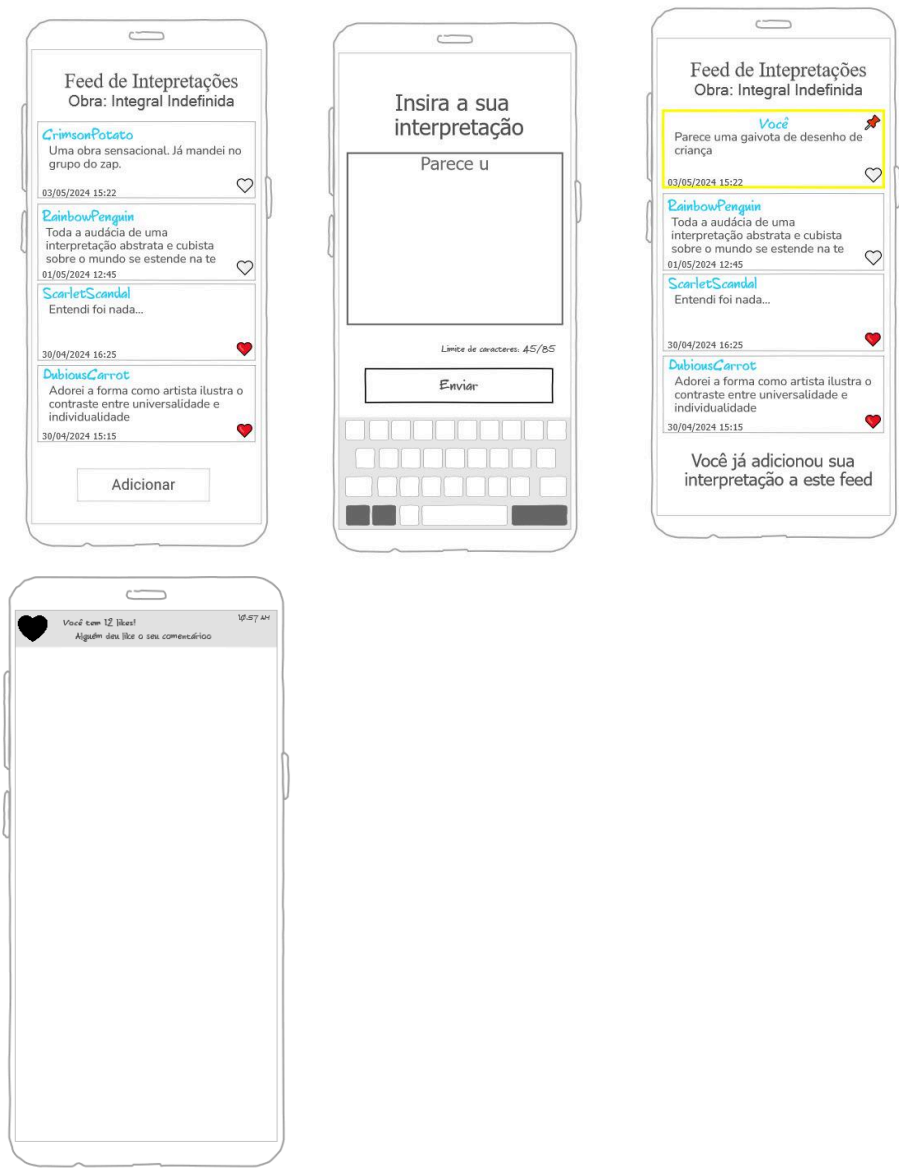 Feed de Intepretações
Obra: Integral Indefinida
CrimsonPotato
Uma obra sensacional. Já mandei no
grupo do zap.
03/05/2024 15:22
RainbowPenguin
Toda a audácia de uma
interpretação abstrata e cubista
sobre o mundo se estende na te
01/05/2024 12:45
ScarletScandal
Entendi foi nada...
30/04/2024 16:25
DubiousCarrot
Adorei a forma como artista ilustra o
contraste entre universalidade e
individualidade
30/04/2024 15:15
Adicionar
Insira a sua
interpretação
Parece u
Limite de caracteres: 45/85
Enviar
Feed de Intepretações
Obra: Integral Indefinida
Você
Parece uma gaivota de desenho de
criança
03/05/2024 15:22
RainbowPenguin
Toda a audácia de uma
interpretação abstrata e cubista
sobre o mundo se estende na te
01/05/2024 12:45
ScarletScandal
Entendi foi nada...
30/04/2024 16:25
DubiousCarrot
Adorei a forma como artista ilustra o
contraste entre universalidade e
individualidade
30/04/2024 15:15
Você já adicionou sua
interpretação a este feed
Você tem 12 likes!
10:57 AM
Alguém deu like o seu comentárioo